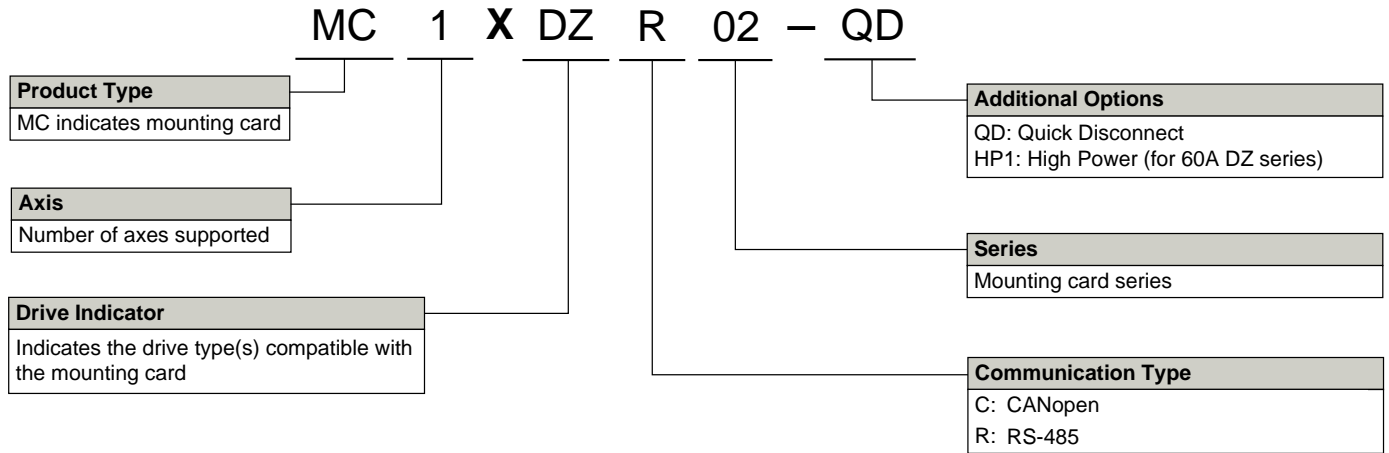 MC 1 X DZ R 02 – QD
Product Type
MC indicates mounting card
Axis
Number of axes supported
Drive Indicator
Indicates the drive type(s) compatible with
the mounting card
Additional Options
QD: Quick Disconnect
HP1: High Power (for 60A DZ series)
Series
Mounting card series
Communication Type
C: CANopen
R: RS-485